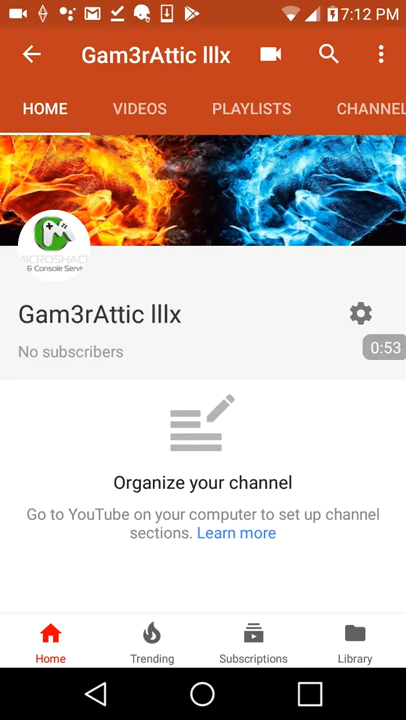 7:12 PM
Gam3rAttic lllx
HOME VIDEOS PLAYLISTS CHANNEL
MICROSHACK
& Console Servi
Gam3rAttic lllx
No subscribers
0:53
Organize your channel
Go to YouTube on your computer to set up channel
sections. Learn more
Home Trending Subscriptions Library